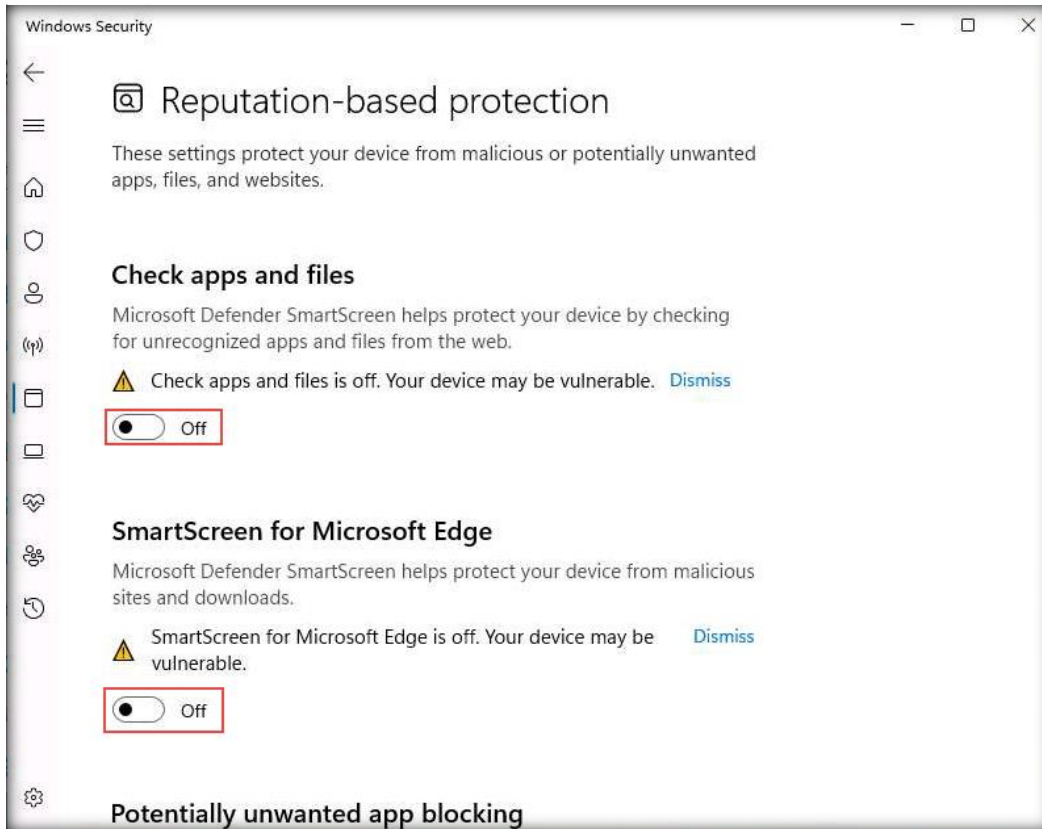 Windows Security
Reputation-based protection
These settings protect your device from malicious or potentially unwanted
apps, files, and websites.
Check apps and files
Microsoft Defender SmartScreen helps protect your device by checking
for unrecognized apps and files from the web.
Check apps and files is off. Your device may be vulnerable. Dismiss
Off
SmartScreen for Microsoft Edge
Microsoft Defender SmartScreen helps protect your device from malicious
sites and downloads.
SmartScreen for Microsoft Edge is off. Your device may be Dismiss
vulnerable.
Off
Potentially unwanted app blocking